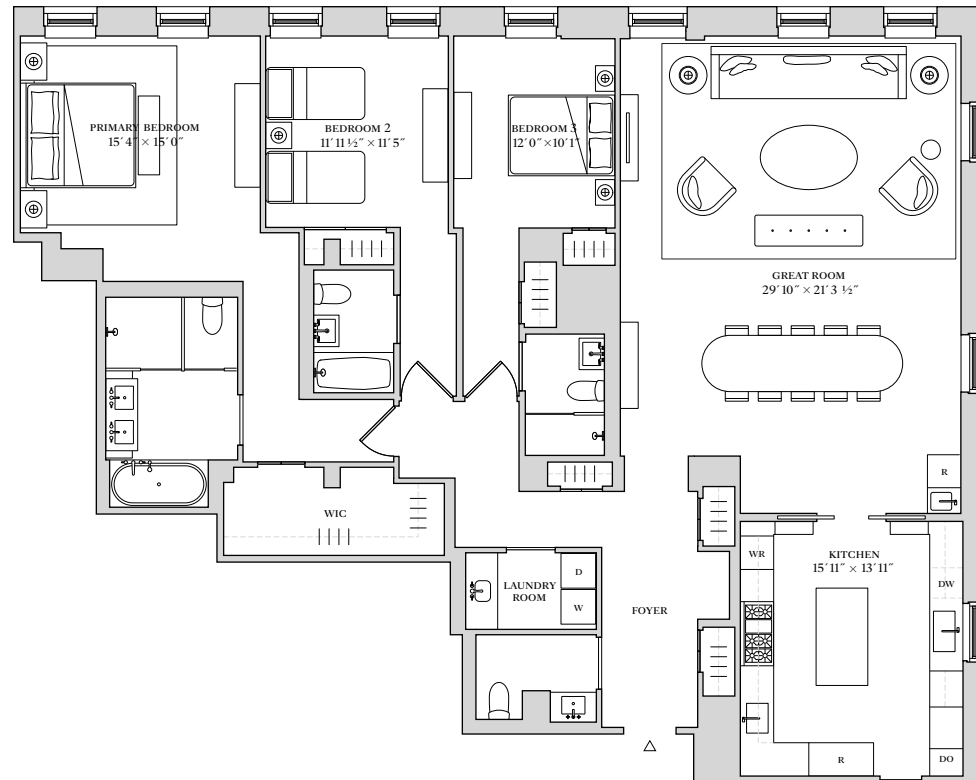 PRIMARY BEDROOM
15′4″ × 15′0″
BEDROOM 2
11′11 ½″ × 11′5″
BEDROOM 3
12′0″×10′1″
GREAT ROOM
29′10″ × 21′3 ½″
R
WIC
WR
KITCHEN
15′11″ × 13′11″
DW
LAUNDRY
ROOM
D
W
FOYER
R
DO